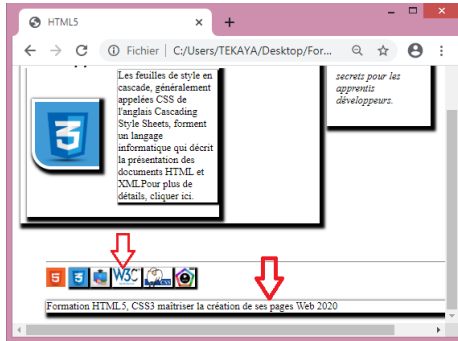 HTML5
Fichier | C:/Users/TEKAYA/Desktop/For...
Les feuilles de style en
cascade, généralement
appelées CSS de
l'anglais Cascading
Style Sheets, forment
un langage
informatique qui décrit
la présentation des
documents HTML et
XMLPour plus de
détails, cliquer ici.
secrets pour les
apprentis
développeurs.
W3C
Formation HTML5, CSS3 maîtriser la création de ses pages Web 2020